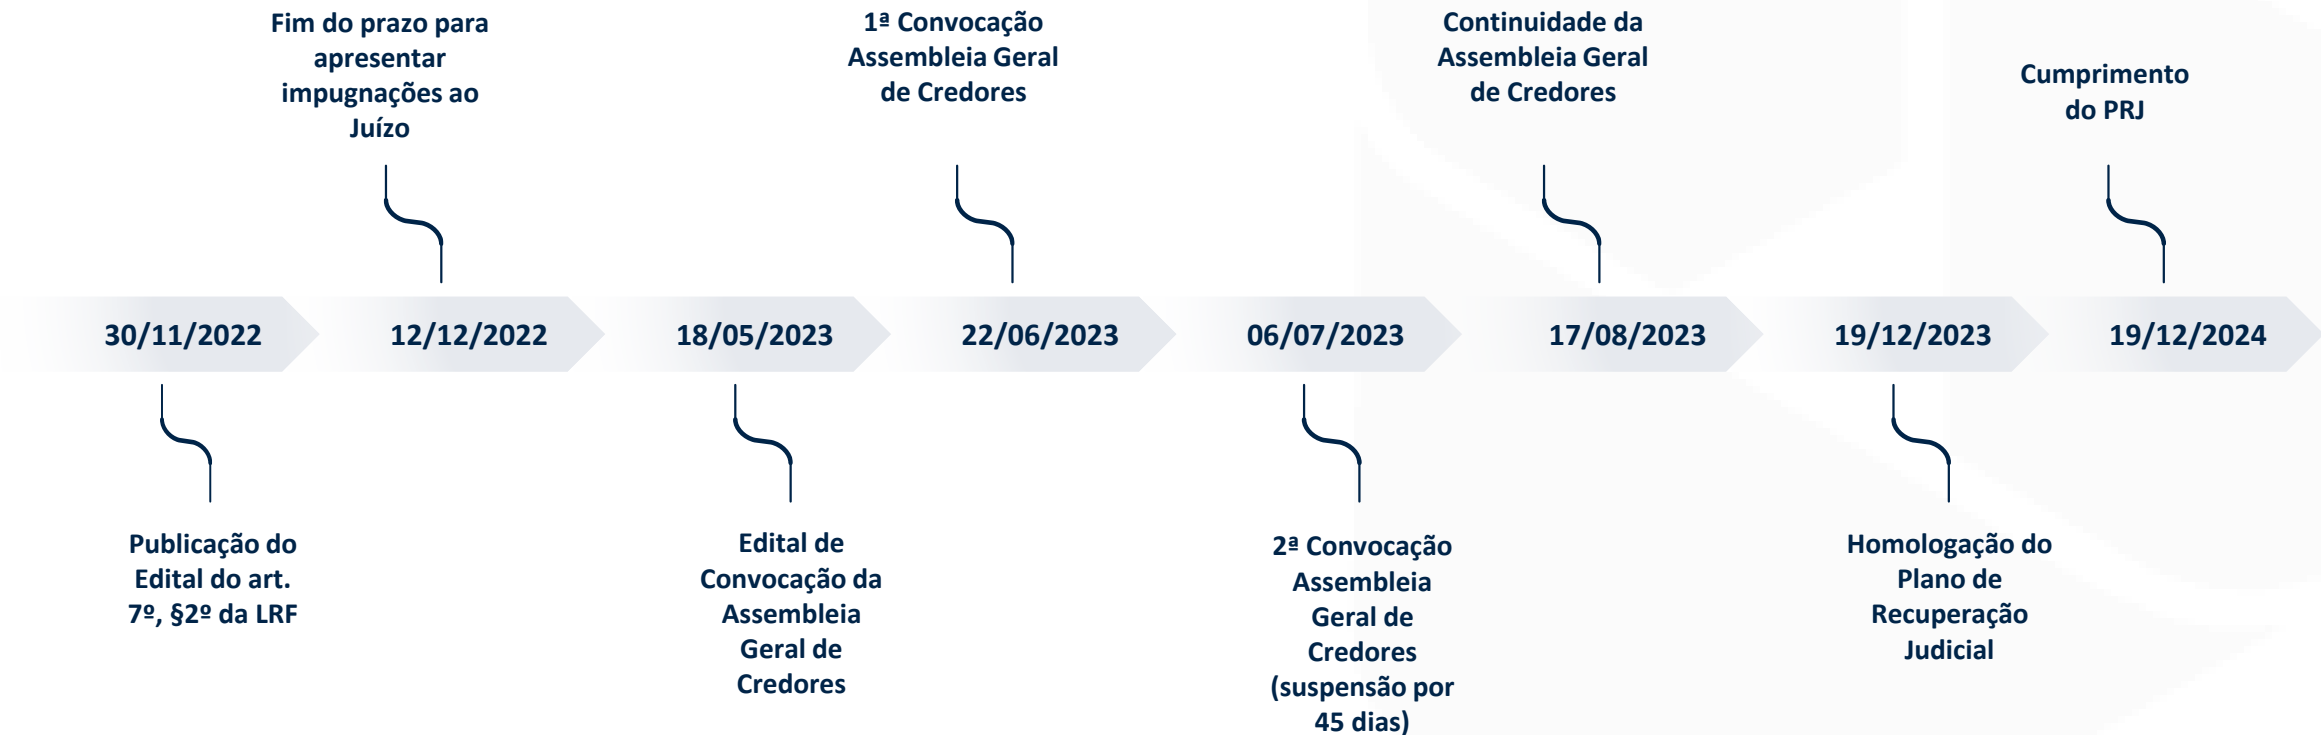 Fim do prazo para
apresentar
impugnações ao
Juízo
1ª Convocação
Assembleia Geral
de Credores
Continuidade da
Assembleia Geral
de Credores
Cumprimento
do PRJ
30/11/2022
12/12/2022
18/05/2023
22/06/2023
06/07/2023
17/08/2023
19/12/2023
19/12/2024
Publicação do
Edital do art.
7º, §2º da LRF
Edital de
Convocação da
Assembleia
Geral de
Credores
2ª Convocação
Assembleia
Geral de
Credores
(suspensão por
45 dias)
Homologação do
Plano de
Recuperação
Judicial